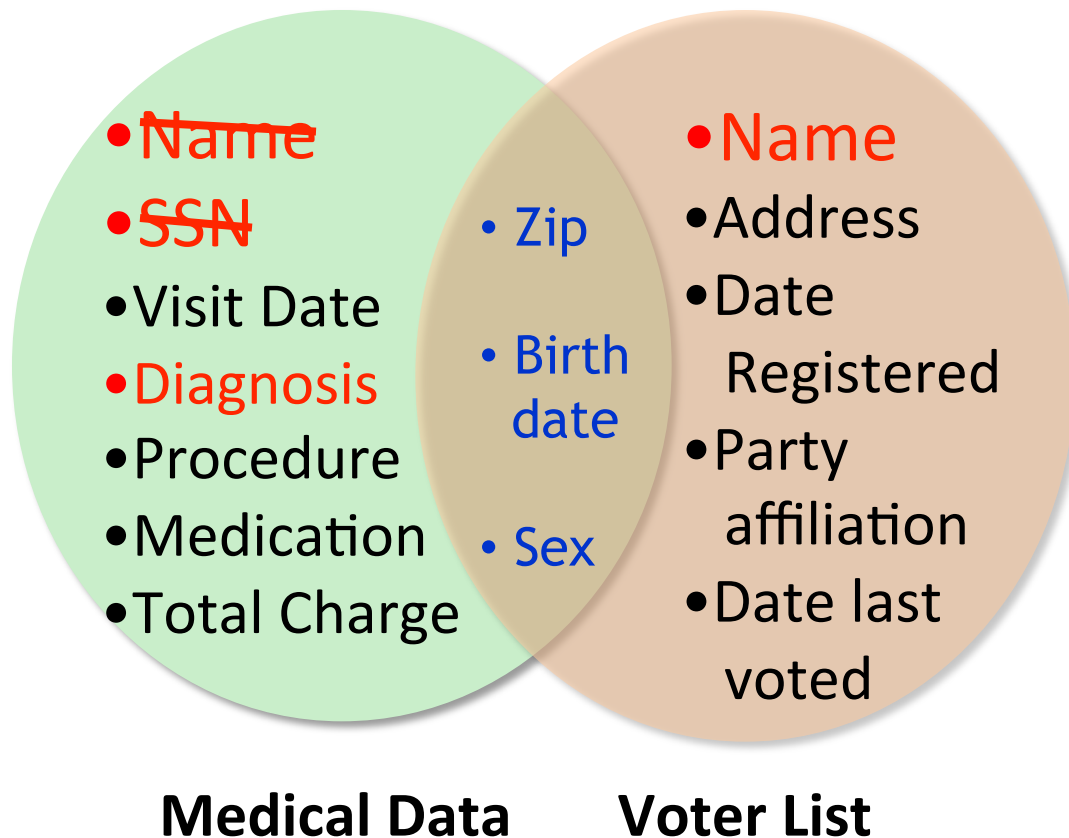 •Name
•SSN
•Visit Date
•Diagnosis
•Procedure
•Medication
•Total Charge
• Zip
• Birth
date
• Sex
•Name
•Address
•Date
Registered
•Party
affiliation
•Date last
voted
Medical Data
Voter List